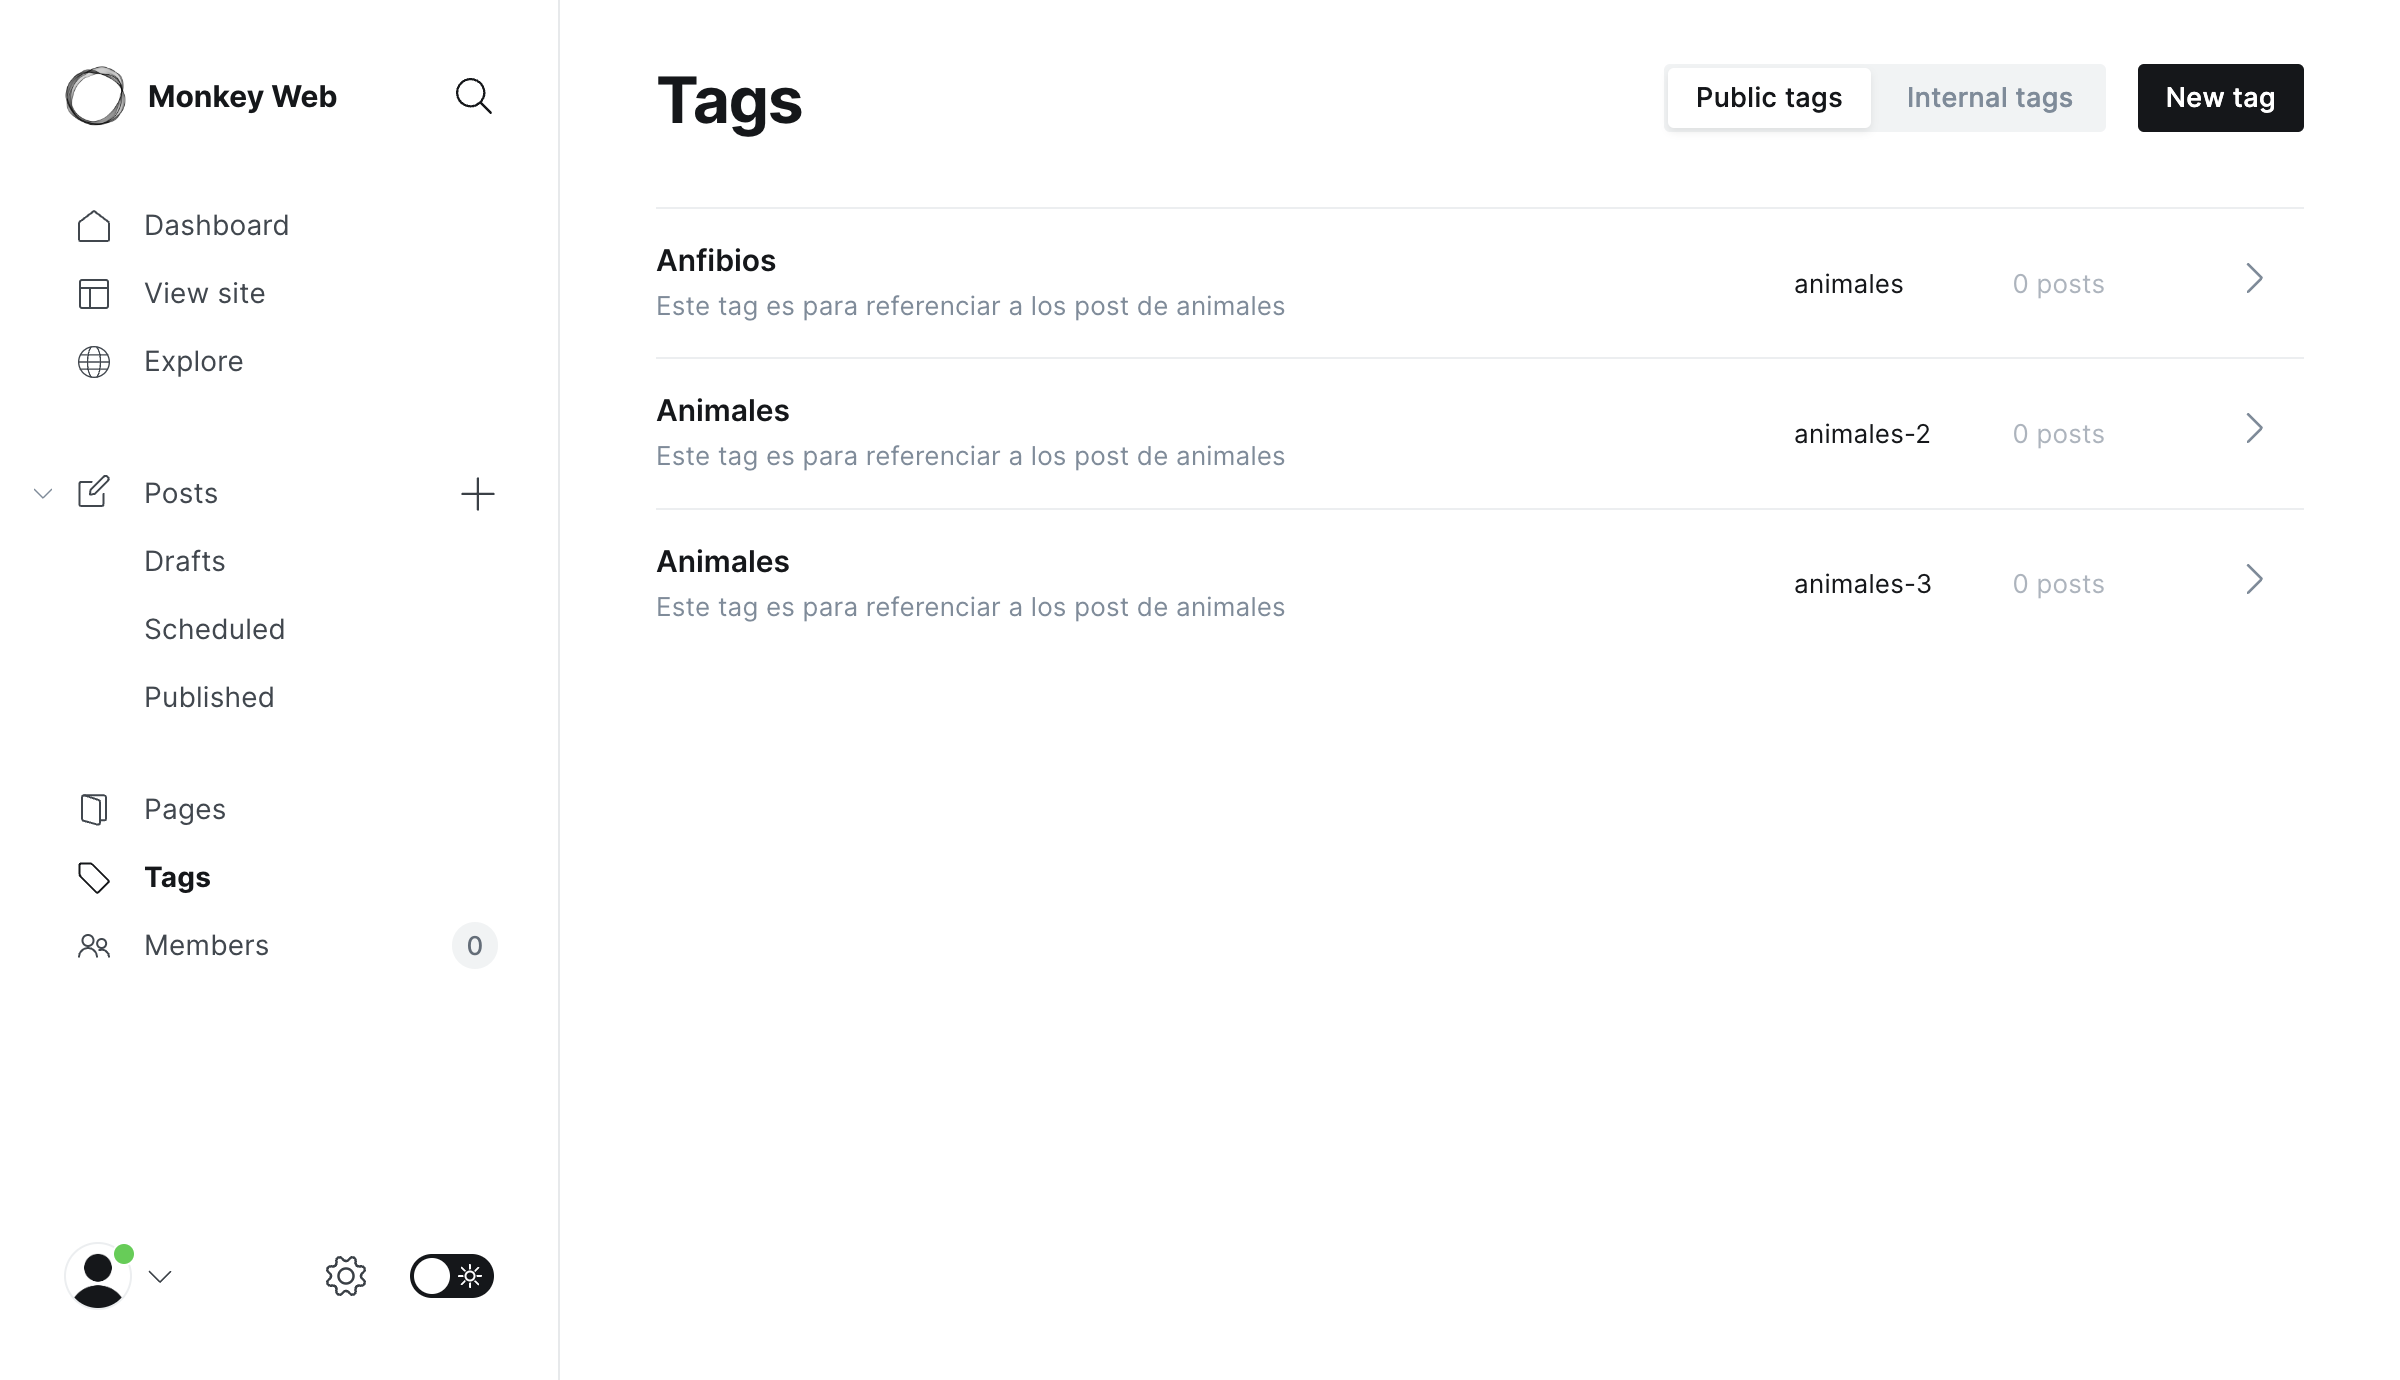 Monkey Web
Dashboard
View site
Explore
Posts
Drafts
Scheduled
Published
Pages
Tags
Members
0
Tags
Public tags
Internal tags
New tag
Anfibios
Este tag es para referenciar a los post de animales
animales
0 posts
Animales
Este tag es para referenciar a los post de animales
animales-2
0 posts
Animales
Este tag es para referenciar a los post de animales
animales-3
0 posts